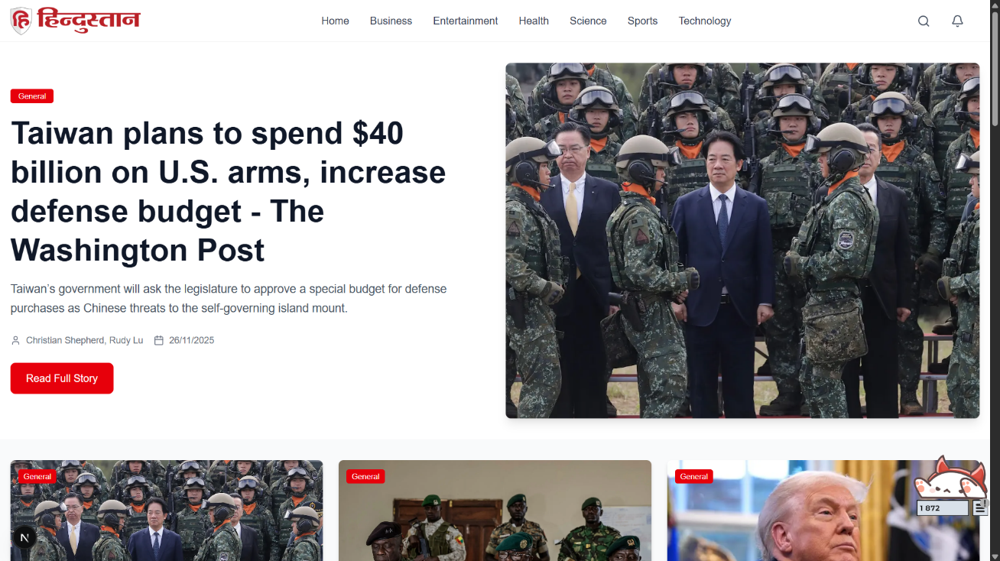 हि हिन्दुस्तान
Home Business Entertainment Health Science Sports Technology
General
Taiwan plans to spend $40
billion on U.S. arms, increase
defense budget - The
Washington Post
Taiwan’s government will ask the legislature to approve a special budget for defense
purchases as Chinese threats to the self-governing island mount.
Christian Shepherd, Rudy Lu 26/11/2025
Read Full Story
General
General
General
1 872
N